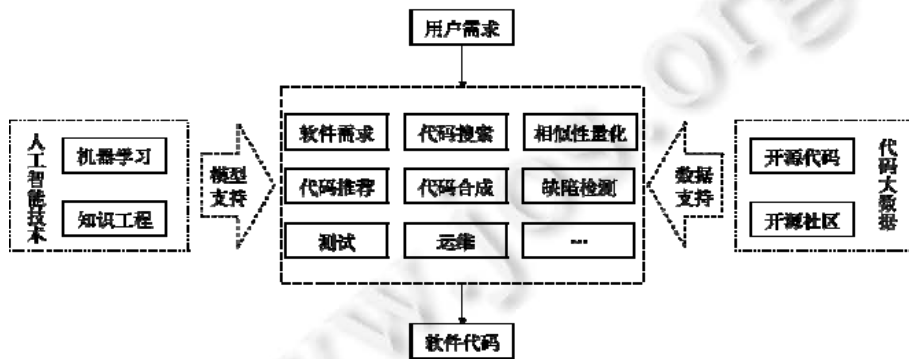 用户需求
人工智能技术
机器学习
知识工程
模型
支持
软件需求
代码搜索
相似性量化
代码推荐
代码合成
缺陷检测
测试
运维
…
数据
支持
开源代码
开源社区
代码大数据
软件代码